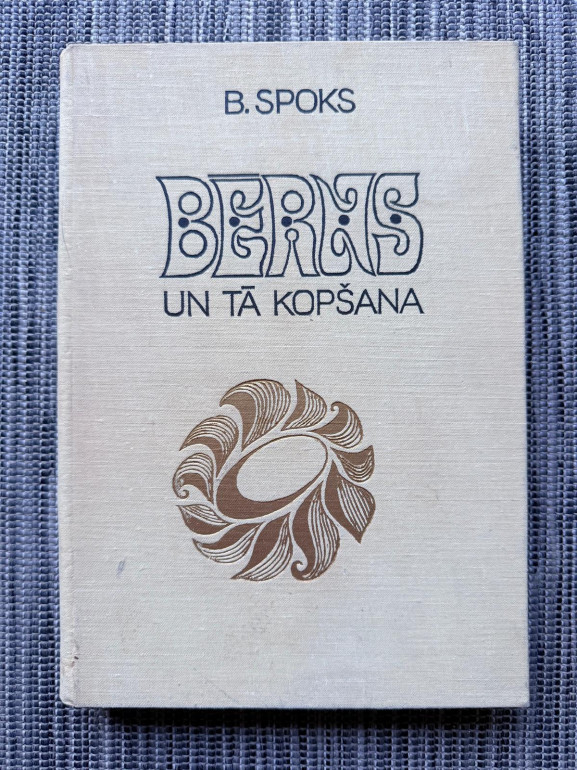 B. SPOKS
BĒRNS
UN TĀ KOPŠANA